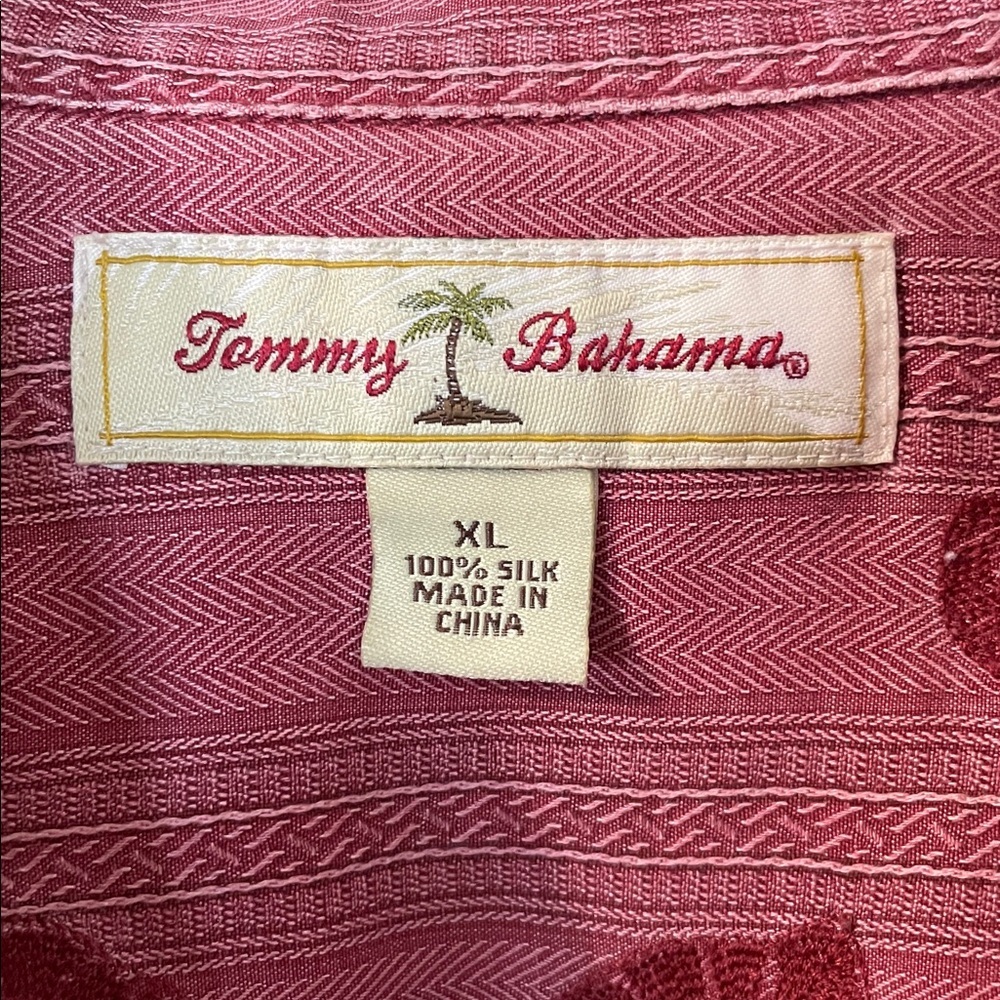 Tommy Bahama®
XL
100% SILK
MADE IN
CHINA